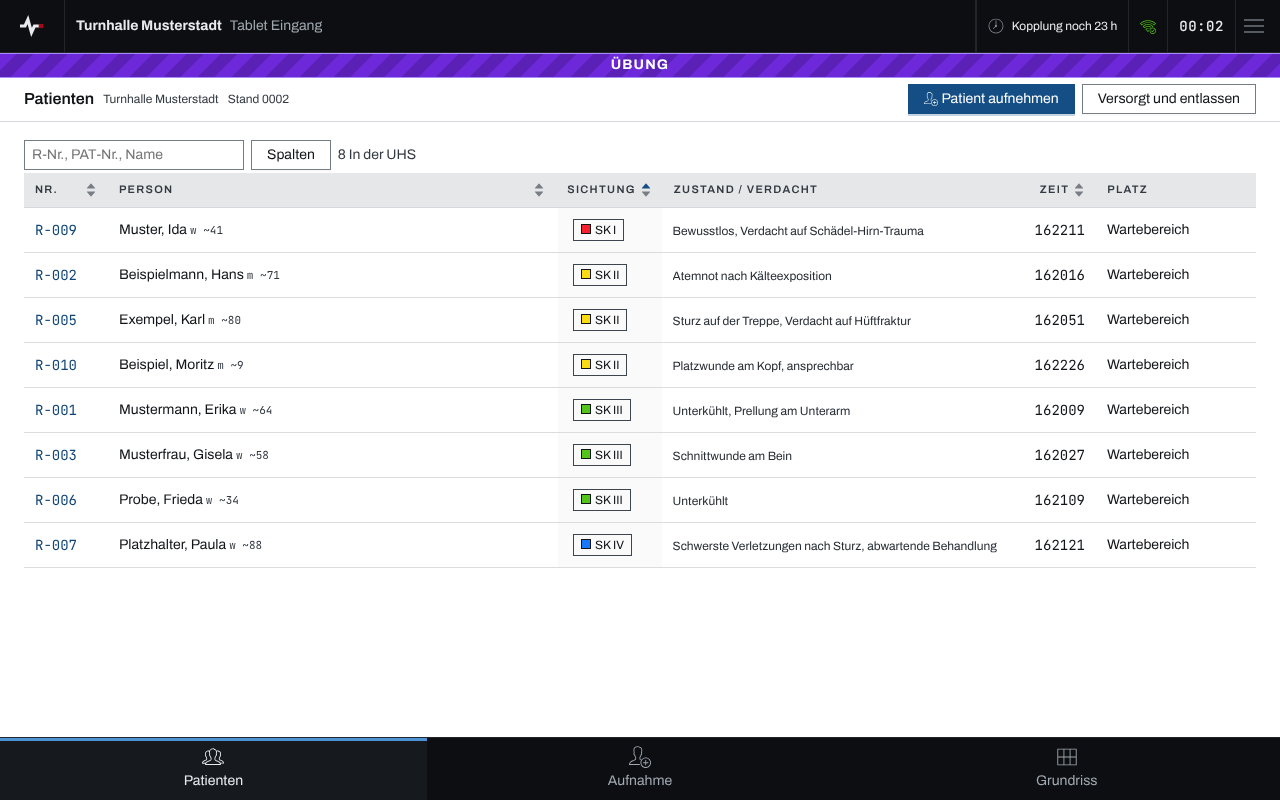 Turnhalle Musterstadt Tablet Eingang Kopplung noch 23 h 00:02
ÜBUNG
Patienten Turnhalle Musterstadt Stand 0002 Patient aufnehmen Versorgt und entlassen
R-Nr., PAT-Nr., Name Spalten 8 In der UHS
NR. PERSON SICHTUNG ZUSTAND / VERDACHT ZEIT PLATZ
R-009 Muster, Ida w ~41 SK I Bewusstlos, Verdacht auf Schädel-Hirn-Trauma 162211 Wartebereich
R-002 Beispielmann, Hans m ~71 SK II Atemnot nach Kälteexposition 162016 Wartebereich
R-005 Exempel, Karl m ~80 SK II Sturz auf der Treppe, Verdacht auf Hüftfraktur 162051 Wartebereich
R-010 Beispiel, Moritz m ~9 SK II Platzwunde am Kopf, ansprechbar 162226 Wartebereich
R-001 Mustermann, Erika w ~64 SK III Unterkühlt, Prellung am Unterarm 162009 Wartebereich
R-003 Musterfrau, Gisela w ~58 SK III Schnittwunde am Bein 162027 Wartebereich
R-006 Probe, Frieda w ~34 SK III Unterkühlt 162109 Wartebereich
R-007 Platzhalter, Paula w ~88 SK IV Schwerste Verletzungen nach Sturz, abwartende Behandlung 162121 Wartebereich
Patienten Aufnahme Grundriss